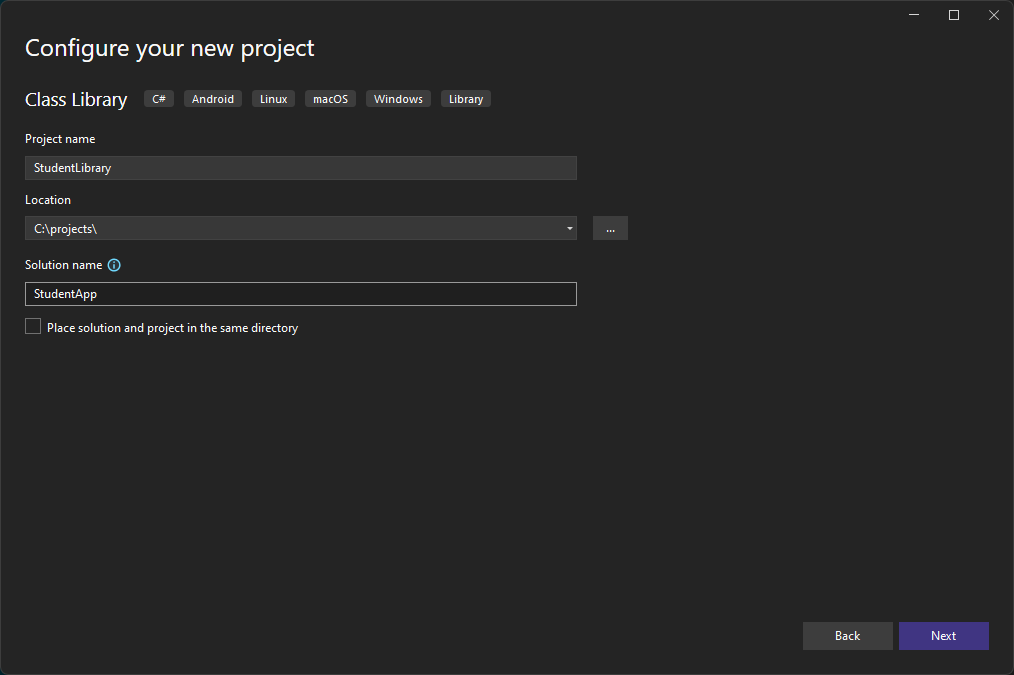 Configure your new project
Class Library C# Android Linux macOS Windows Library
Project name
StudentLibrary
Location
C:\projects\ ...
Solution name
StudentApp
Place solution and project in the same directory
Back Next